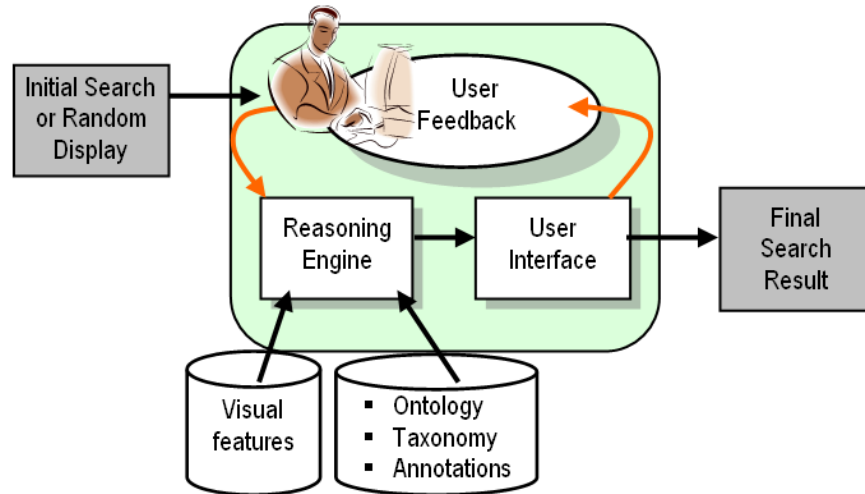 Initial Search
or Random
Display
User
Feedback
Reasoning
Engine
User
Interface
Final
Search
Result
Visual
features
▪ Ontology
▪ Taxonomy
▪ Annotations